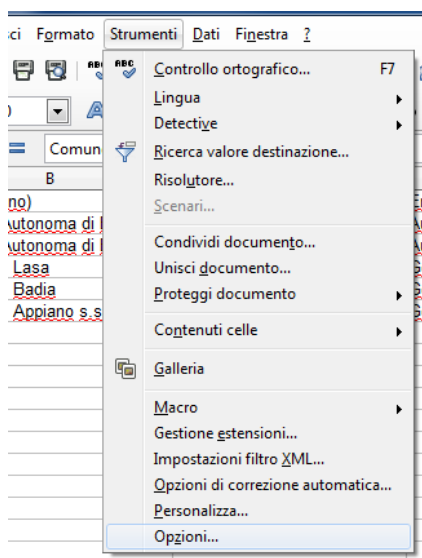 ci Formato Strumenti Dati Finestra ?
ABC
Controllo ortografico... F7
Lingua
Detective
Comun
Ricerca valore destinazione...
B
Risolutore...
no)
Scenari...
Autonoma di
Autonoma di
Condividi documento...
Lasa
Unisci documento...
Badia
Proteggi documento
Appiano s.s
Contenuti celle
Galleria
Macro
Gestione estensioni...
Impostazioni filtro XML...
Opzioni di correzione automatica...
Personalizza...
Opzioni...